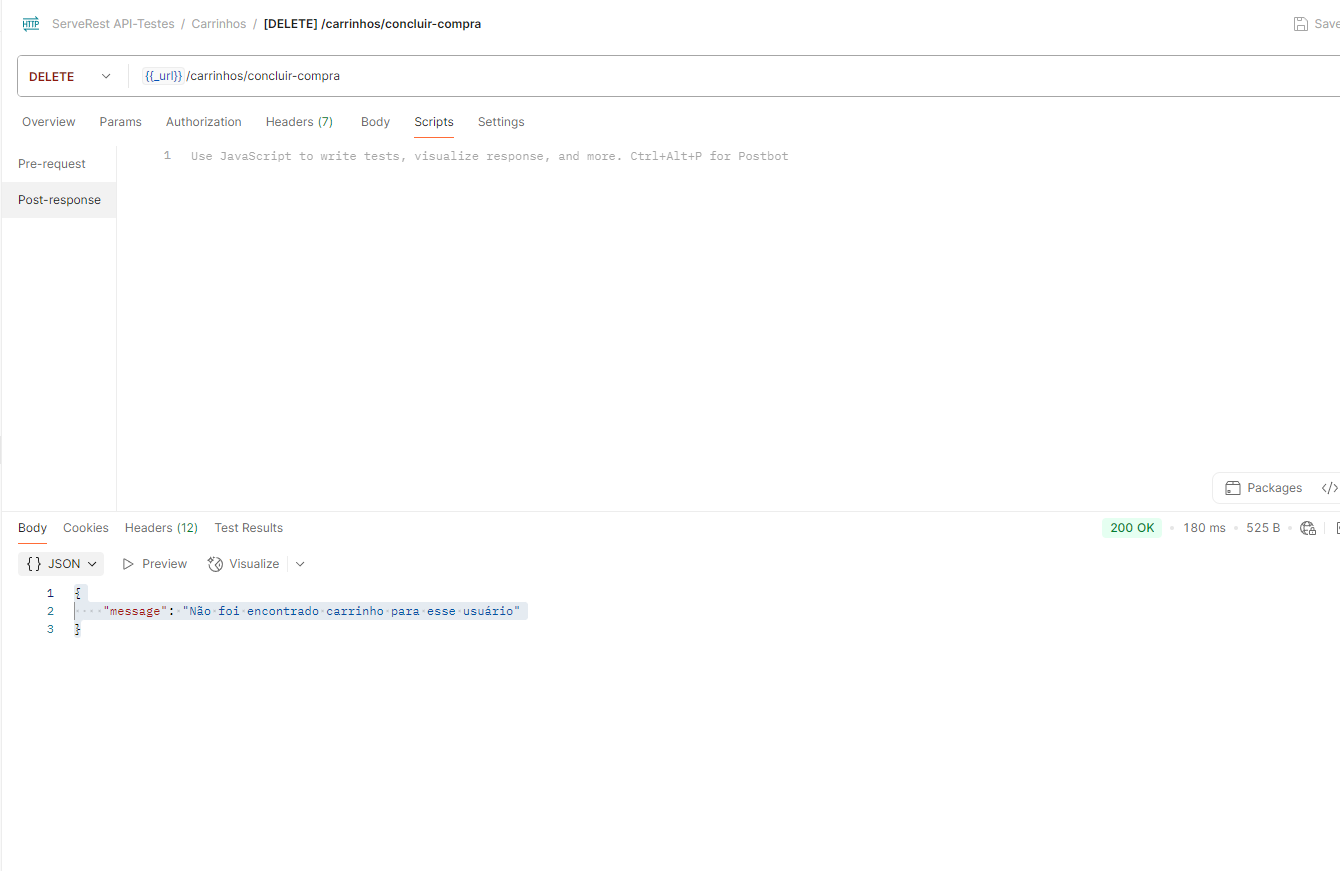 HTTP ServeRest API-Testes / Carrinhos / [DELETE] /carrinhos/concluir-compra Save
DELETE {{_url}} /carrinhos/concluir-compra
Overview Params Authorization Headers (7) Body Scripts Settings
Pre-request
1 Use JavaScript to write tests, visualize response, and more. Ctrl+Alt+P for Postbot
Post-response
Packages </>
Body Cookies Headers (12) Test Results 200 OK • 180 ms • 525 B •
{} JSON Preview Visualize
1 {
2 ····"message":·"Não·foi·encontrado·carrinho·para·esse·usuário"
3 }